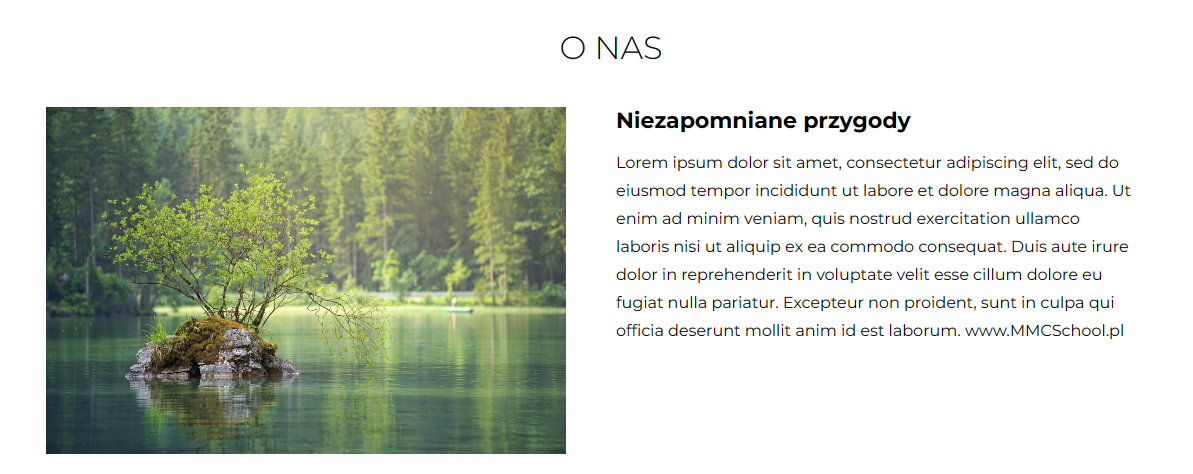 O NAS
Niezapomniane przygody
Lorem ipsum dolor sit amet, consectetur adipiscing elit, sed do
eiusmod tempor incididunt ut labore et dolore magna aliqua. Ut
enim ad minim veniam, quis nostrud exercitation ullamco
laboris nisi ut aliquip ex ea commodo consequat. Duis aute irure
dolor in reprehenderit in voluptate velit esse cillum dolore eu
fugiat nulla pariatur. Excepteur non proident, sunt in culpa qui
officia deserunt mollit anim id est laborum. www.MMCSchool.pl